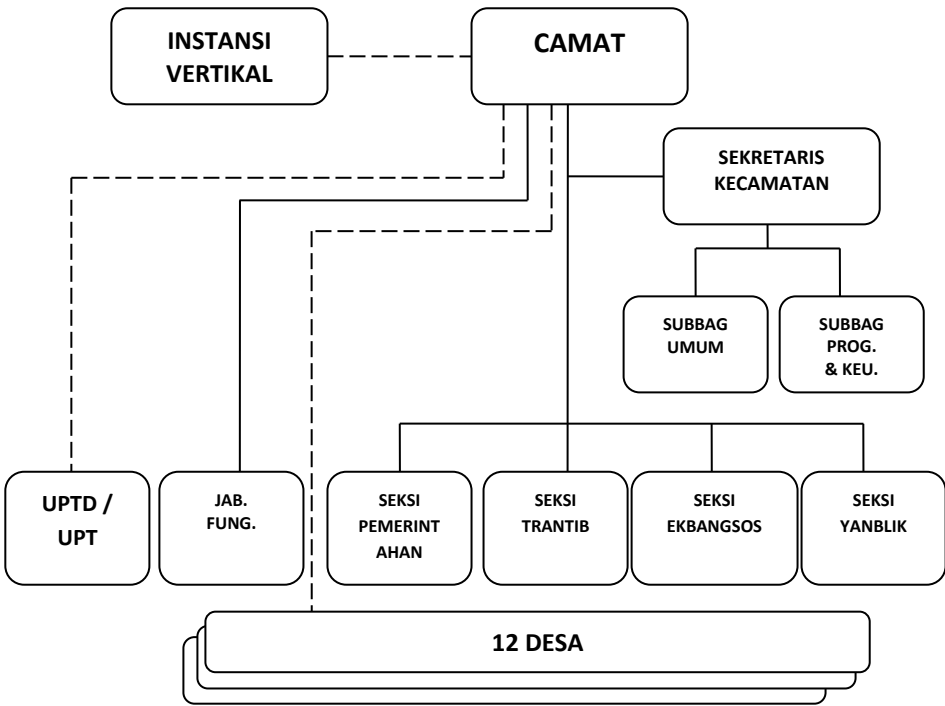 INSTANSI
VERTIKAL
CAMAT
SEKRETARIS
KECAMATAN
SUBBAG
UMUM
SUBBAG
PROG.
& KEU.
UPTD /
UPT
JAB.
FUNG.
SEKSI
PEMERINT
AHAN
SEKSI
TRANTIB
SEKSI
EKBANGSOS
SEKSI
YANBLIK
12 DESA